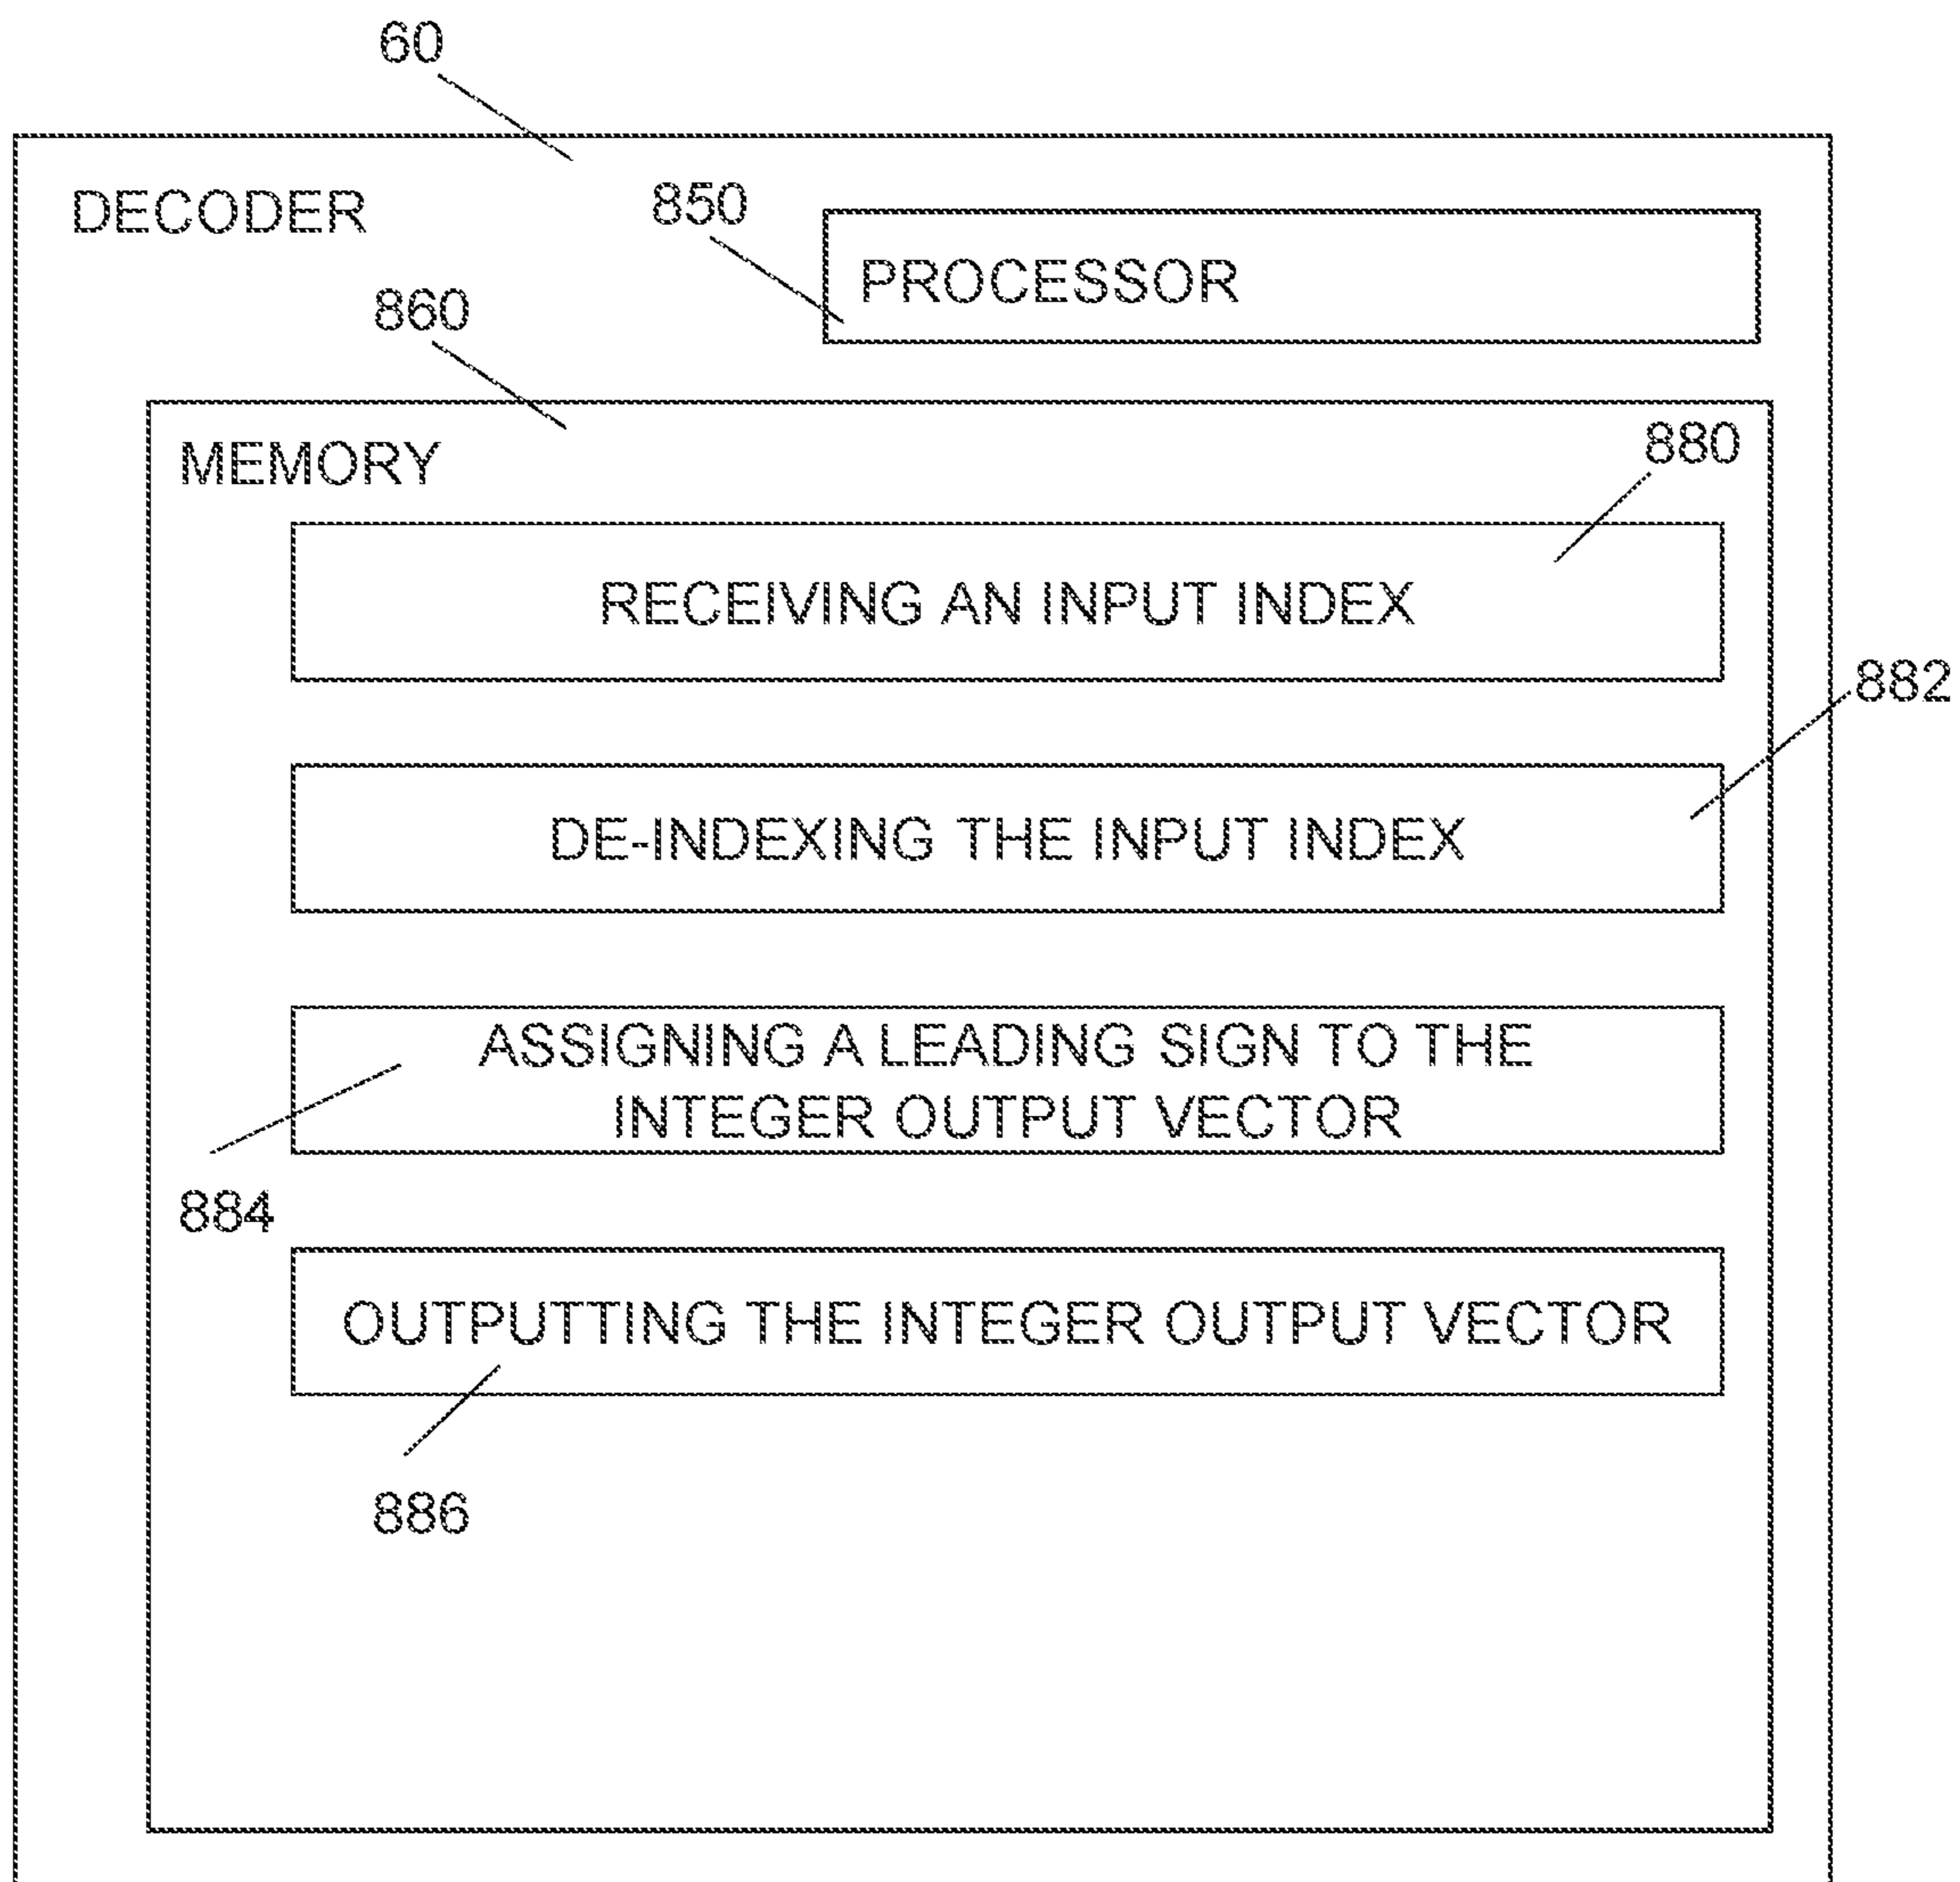 60
DECODER
850
PROCESSOR
860
MEMORY
880
RECEIVING AN INPUT INDEX
882
DE-INDEXING THE INPUT INDEX
ASSIGNING A LEADING SIGN TO THE
INTEGER OUTPUT VECTOR
884
OUTPUTTING THE INTEGER OUTPUT VECTOR
886